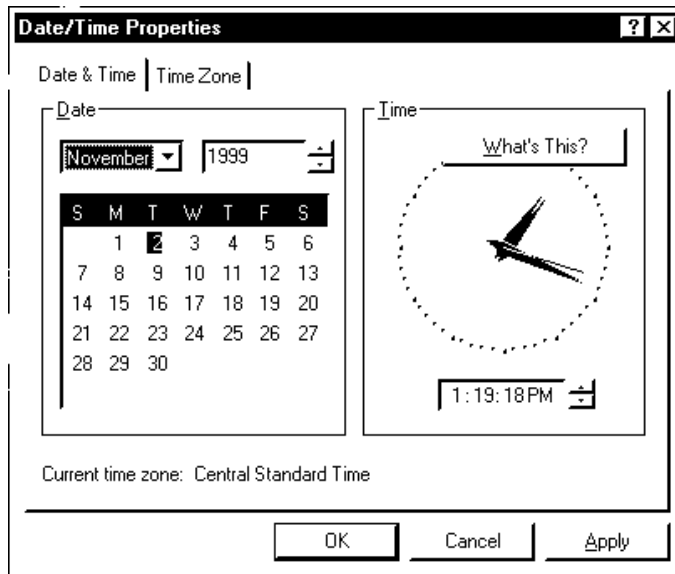 Date/Time Properties
Date & Time Time Zone
Date
November 1999
S M T W T F S
1 2 3 4 5 6
7 8 9 10 11 12 13
14 15 16 17 18 19 20
21 22 23 24 25 26 27
28 29 30
Time
What's This?
1:19:18 PM
Current time zone: Central Standard Time
OK Cancel Apply